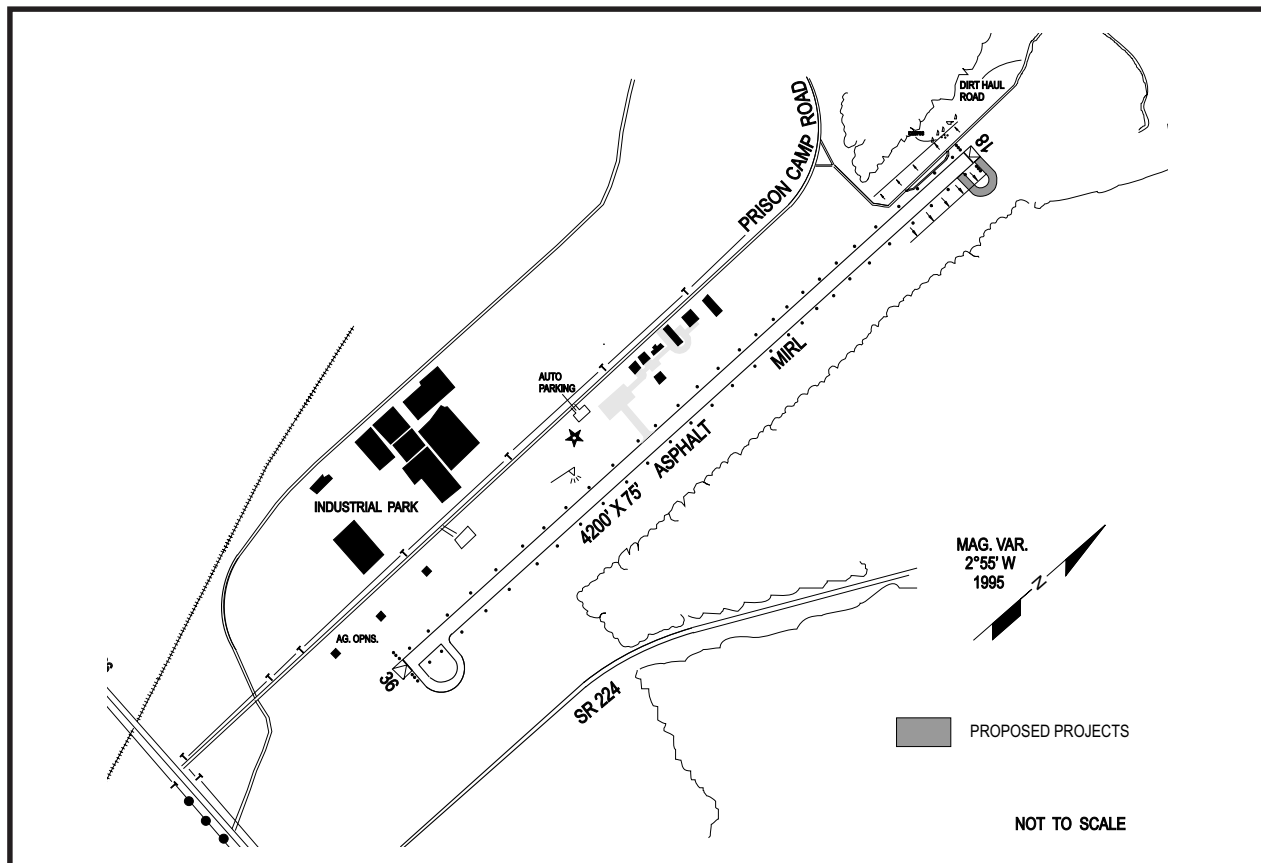 DIRT HAUL
ROAD
PRISON CAMP ROAD
18
T
T
MIRL
AUTO
PARKING
ASPHALT
T
4200' X 75'
INDUSTRIAL PARK
T
MAG. VAR.
2°55' W
1995
N
AG. OPNS.
T
T
36
SR 224
PROPOSED PROJECTS
T
T
T
NOT TO SCALE